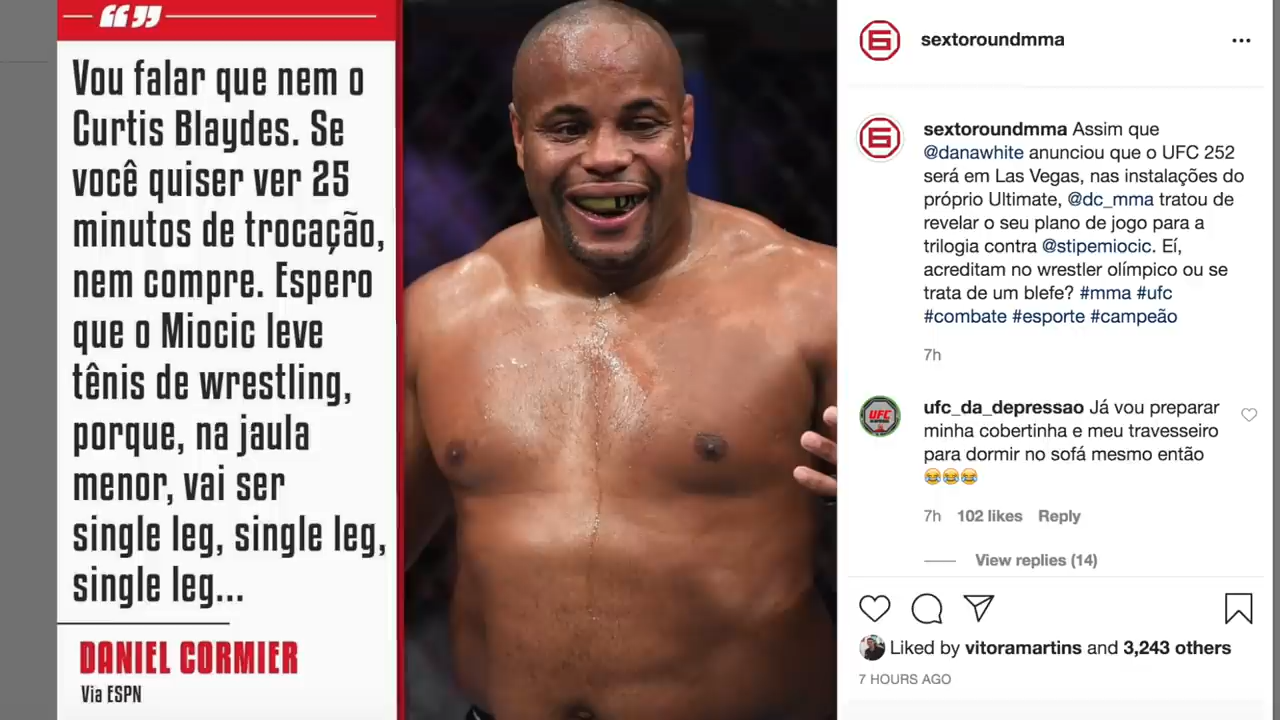 Vou falar que nem o
Curtis Blaydes. Se
você quiser ver 25
minutos de trocação,
nem compre. Espero
que o Miocic leve
tênis de wrestling,
porque, na jaula
menor, vai ser
single leg, single leg,
single leg...
DANIEL CORMIER
Via ESPN
sextoroundmma
sextoroundmma Assim que
@danawhite anunciou que o UFC 252
será em Las Vegas, nas instalações do
próprio Ultimate, @dc_mma tratou de
revelar o seu plano de jogo para a
trilogia contra @stipemiocic. Eí,
acreditam no wrestler olímpico ou se
trata de um blefe? #mma #ufc
#combate #esporte #campeão
7h
UFC
ufc_da_depressao Já vou preparar
minha cobertinha e meu travesseiro
para dormir no sofá mesmo então
😂😂😂
7h 102 likes Reply
View replies (14)
Liked by vitoramartins and 3,243 others
7 HOURS AGO